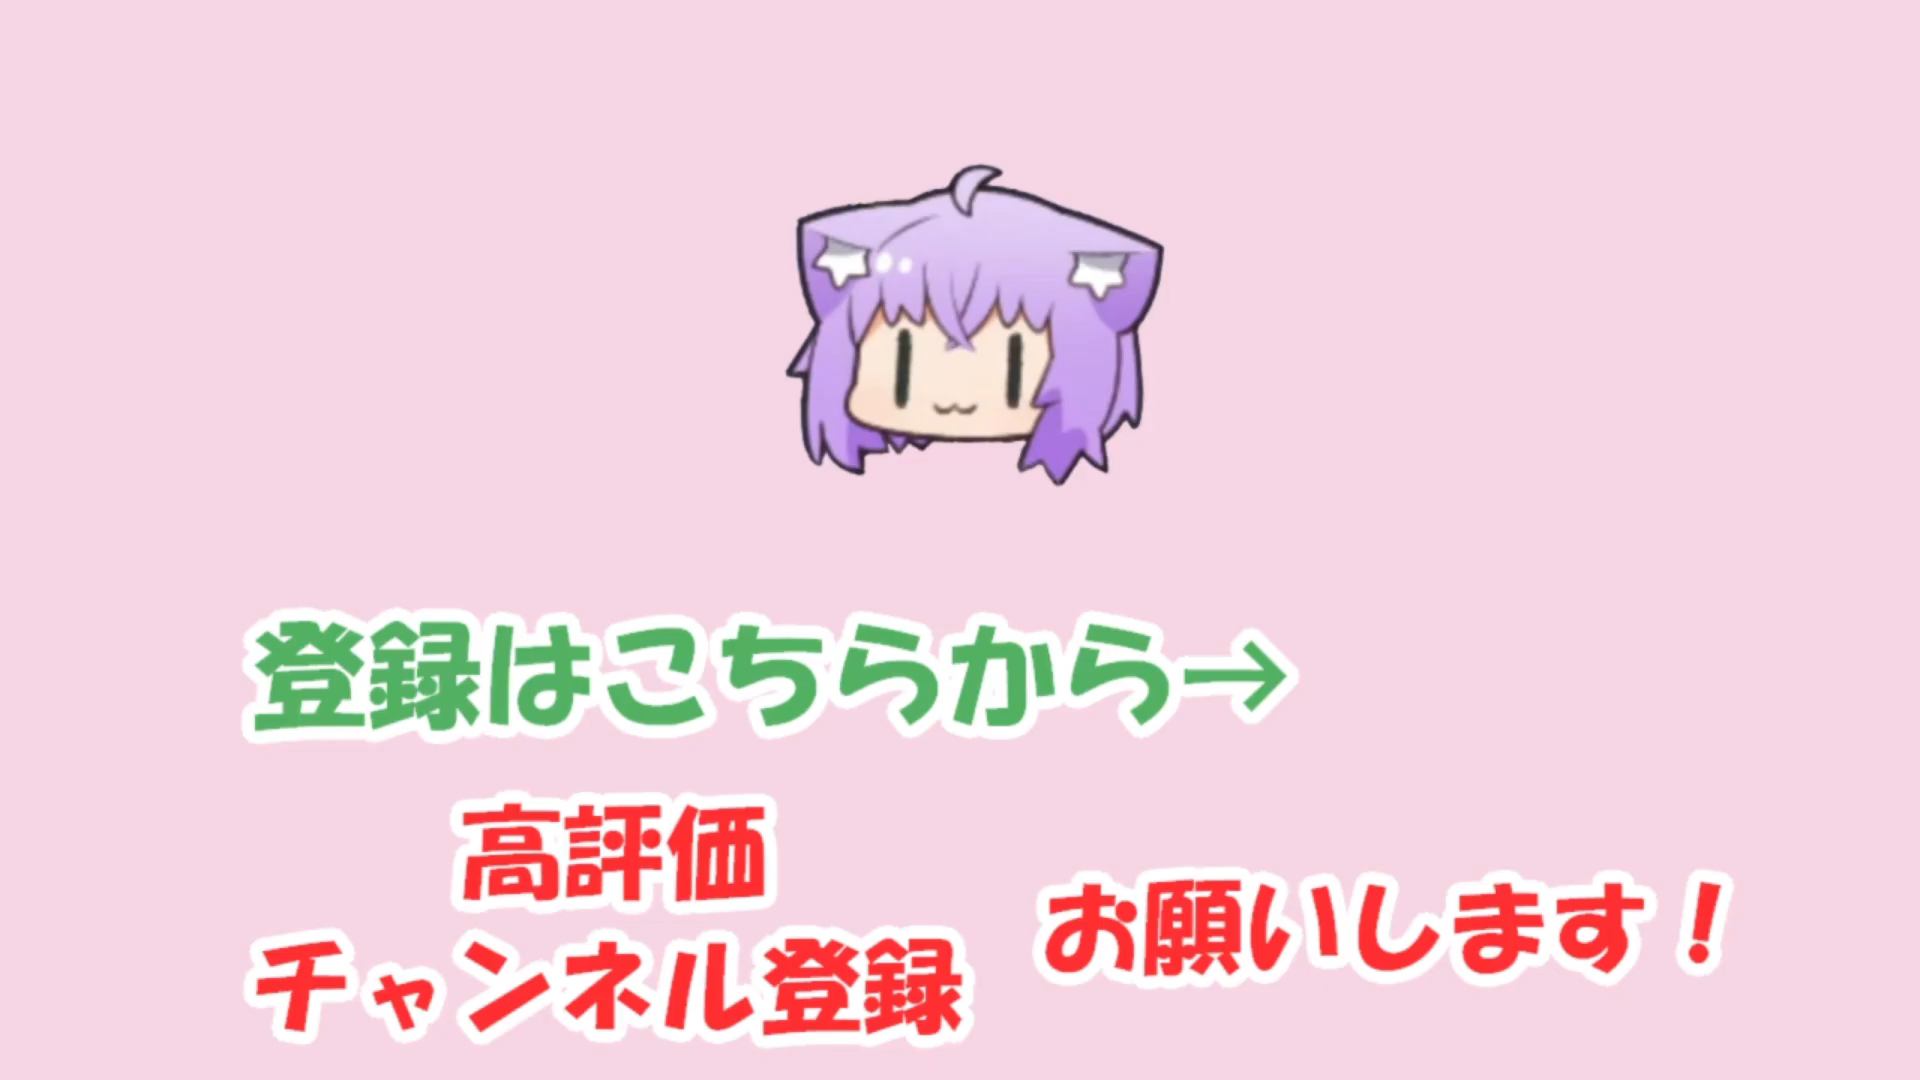 登録はこちらから→
高評価
チャンネル登録
お願いします！